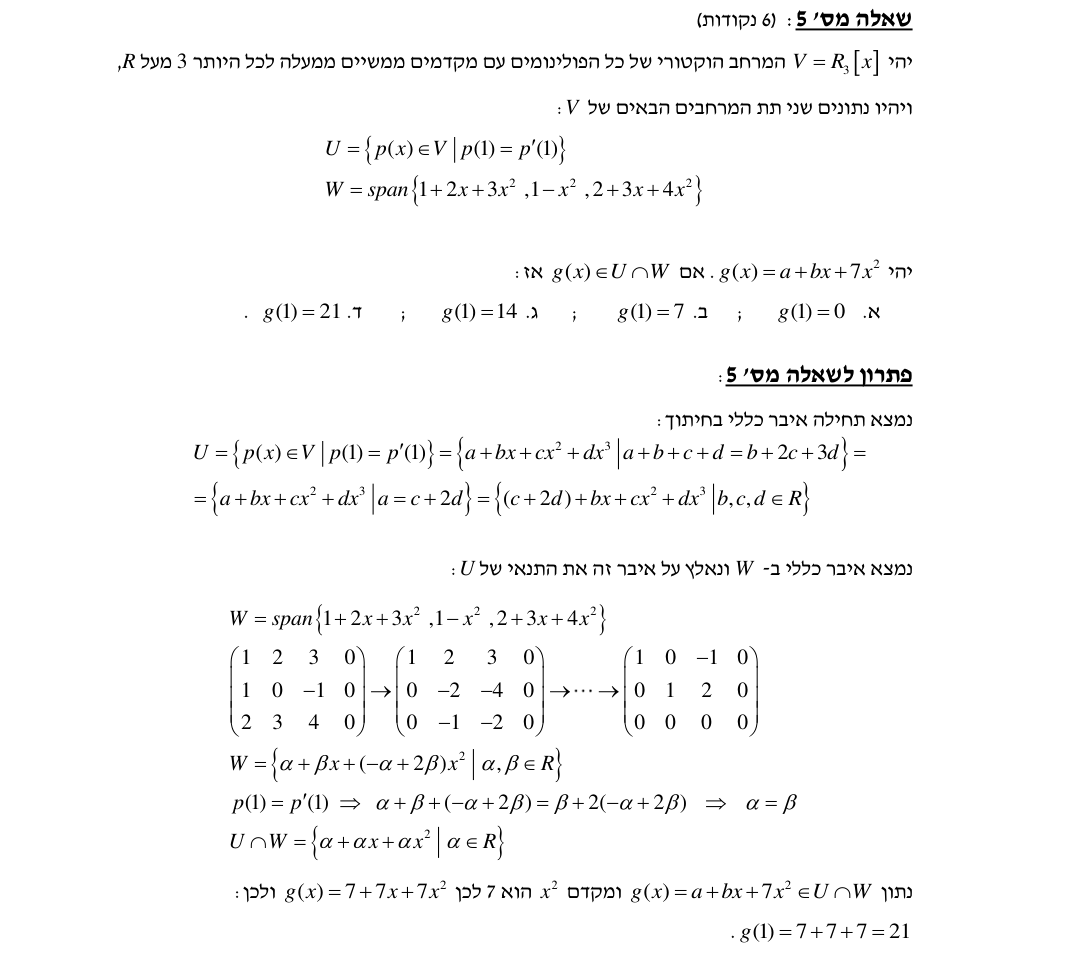 שאלה מס' 5 : (6 נקודות)
יהי V = R₃[x] המרחב הוקטורי של כל הפולינומים עם מקדמים ממשיים ממעלה לכל היותר 3 מעל R,
ויהיו נתונים שני תת המרחבים הבאים של V :
U = {p(x) ∈ V | p(1) = p′(1)}
W = span{1 + 2x + 3x² , 1 − x² , 2 + 3x + 4x²}
יהי g(x) = a + bx + 7x² . אם g(x) ∈ U ∩ W אז :
א. g(1) = 0 ; ב. g(1) = 7 ; ג. g(1) = 14 ; ד. g(1) = 21 .
פתרון לשאלה מס' 5 :
נמצא תחילה איבר כללי בחיתוך :
U = {p(x) ∈ V | p(1) = p′(1)} = {a + bx + cx² + dx³ | a + b + c + d = b + 2c + 3d} =
= {a + bx + cx² + dx³ | a = c + 2d} = {(c + 2d) + bx + cx² + dx³ | b, c, d ∈ R}
נמצא איבר כללי ב- W ונאלץ על איבר זה את התנאי של U :
W = span{1 + 2x + 3x² , 1 − x² , 2 + 3x + 4x²}
(1 2 3 0) (1 2 3 0) (1 0 −1 0)
(1 0 −1 0) → (0 −2 −4 0) → ⋯ → (0 1 2 0)
(2 3 4 0) (0 −1 −2 0) (0 0 0 0)
W = {α + βx + (−α + 2β)x² | α, β ∈ R}
p(1) = p′(1) ⇒ α + β + (−α + 2β) = β + 2(−α + 2β) ⇒ α = β
U ∩ W = {α + αx + αx² | α ∈ R}
נתון g(x) = a + bx + 7x² ∈ U ∩ W ומקדם x² הוא 7 לכן g(x) = 7 + 7x + 7x² ולכן :
g(1) = 7 + 7 + 7 = 21 .